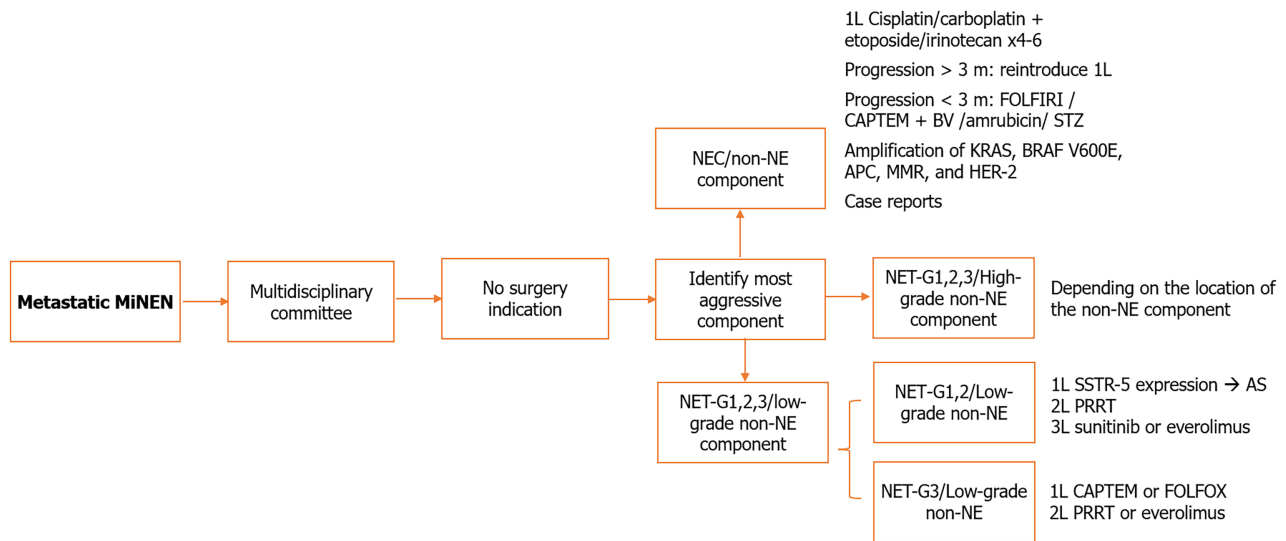 1L Cisplatin/carboplatin +
etoposide/irinotecan x4-6
Progression > 3 m: reintroduce 1L
Progression < 3 m: FOLFIRI /
CAPTEM + BV /amrubicin/ STZ
Amplification of KRAS, BRAF V600E,
APC, MMR, and HER-2
Case reports
NEC/non-NE
component
Metastatic MiNEN
Multidisciplinary
committee
No surgery
indication
Identify most
aggressive
component
NET-G1,2,3/High-
grade non-NE
component
Depending on the location of
the non-NE component
NET-G1,2,3/low-
grade non-NE
component
NET-G1,2/Low-
grade non-NE
1L SSTR-5 expression → AS
2L PRRT
3L sunitinib or everolimus
NET-G3/Low-grade
non-NE
1L CAPTEM or FOLFOX
2L PRRT or everolimus